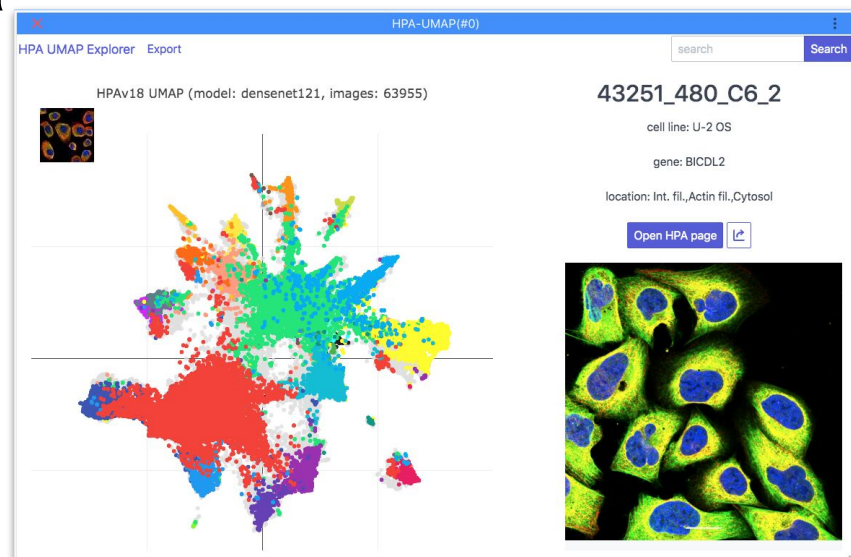 HPA-UMAP(#0)
HPA UMAP Explorer Export search Search
HPAv18 UMAP (model: densenet121, images: 63955)
43251_480_C6_2
cell line: U-2 OS
gene: BICDL2
location: Int. fil.,Actin fil.,Cytosol
Open HPA page